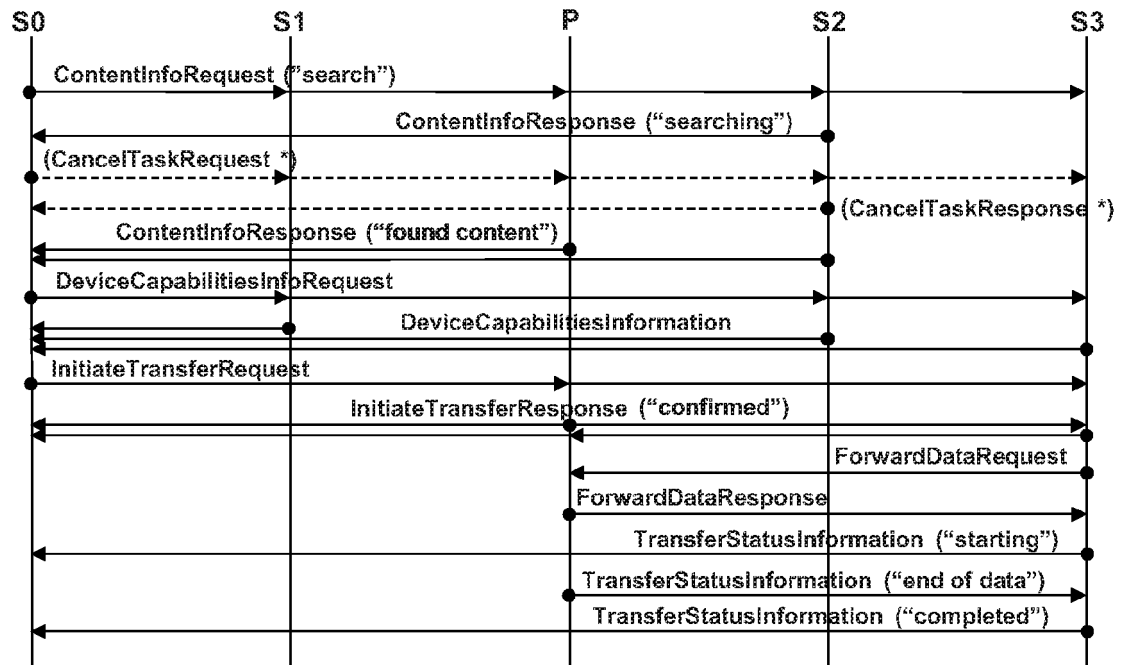 S0 S1 P S2 S3
ContentInfoRequest (”search”)
ContentInfoResponse (“searching”)
(CancelTaskRequest *)
(CancelTaskResponse *)
ContentInfoResponse (“found content”)
DeviceCapabilitiesInfoRequest
DeviceCapabilitiesInformation
InitiateTransferRequest
InitiateTransferResponse (“confirmed”)
ForwardDataRequest
ForwardDataResponse
TransferStatusInformation (“starting”)
TransferStatusInformation (“end of data”)
TransferStatusInformation (“completed”)